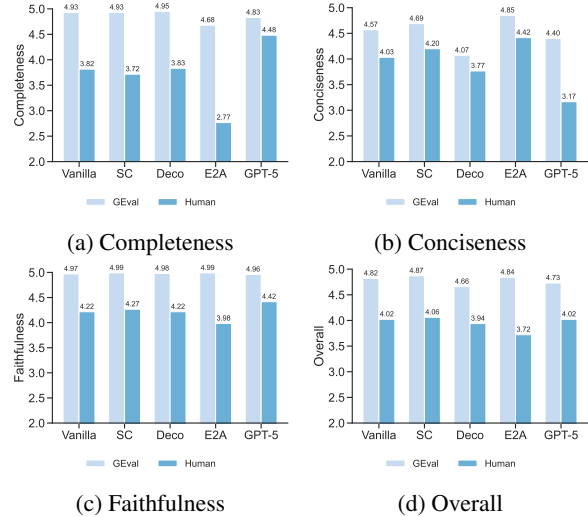 5.0
4.5
4.0
3.5
3.0
2.5
2.0
Completeness
4.93 3.82 4.93 3.72 4.95 3.83 4.68 2.77 4.83 4.48
Vanilla SC Deco E2A GPT-5
GEval Human
(a) Completeness
5.0
4.5
4.0
3.5
3.0
2.5
2.0
Conciseness
4.57 4.03 4.69 4.20 4.07 3.77 4.85 4.42 4.40 3.17
Vanilla SC Deco E2A GPT-5
GEval Human
(b) Conciseness
5.0
4.5
4.0
3.5
3.0
2.5
2.0
Faithfulness
4.97 4.22 4.99 4.27 4.98 4.22 4.99 3.98 4.96 4.42
Vanilla SC Deco E2A GPT-5
GEval Human
(c) Faithfulness
5.0
4.5
4.0
3.5
3.0
2.5
2.0
Overall
4.82 4.02 4.87 4.06 4.66 3.94 4.84 3.72 4.73 4.02
Vanilla SC Deco E2A GPT-5
GEval Human
(d) Overall